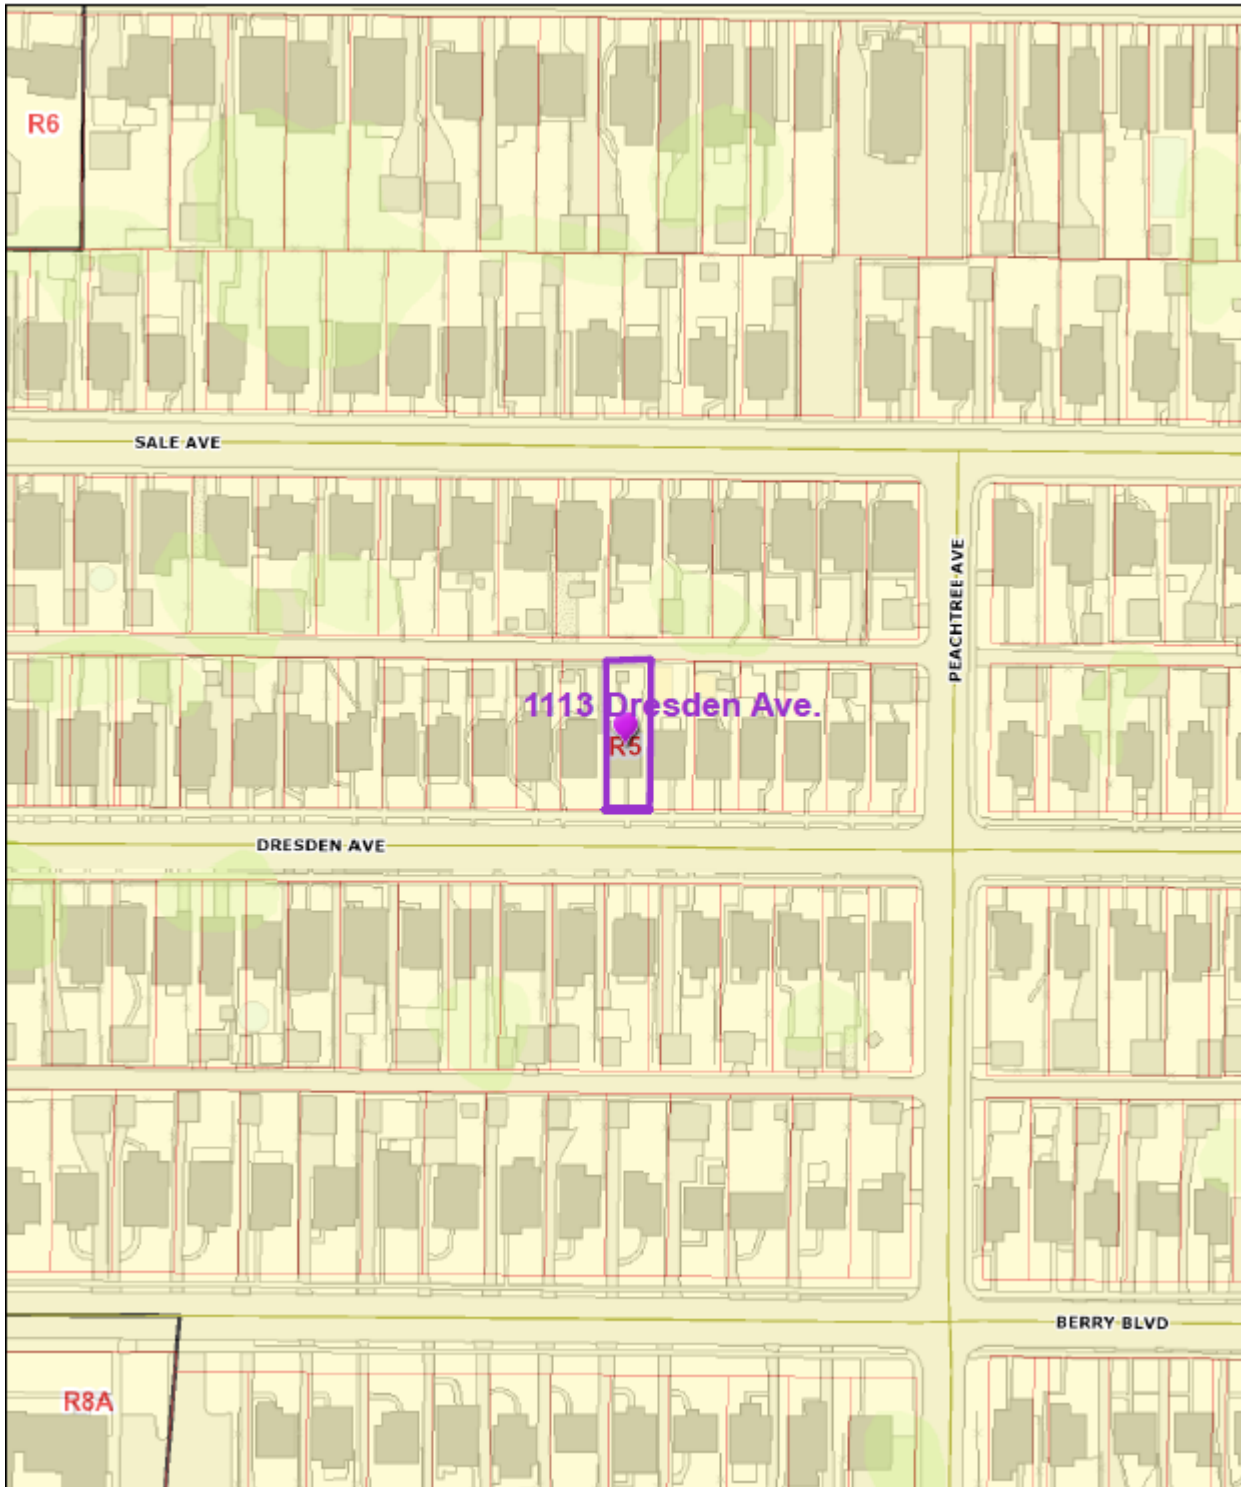 R6
SALE AVE
PEACHTREE AVE
1113 Dresden Ave.
R5
DRESDEN AVE
BERRY BLVD
R8A